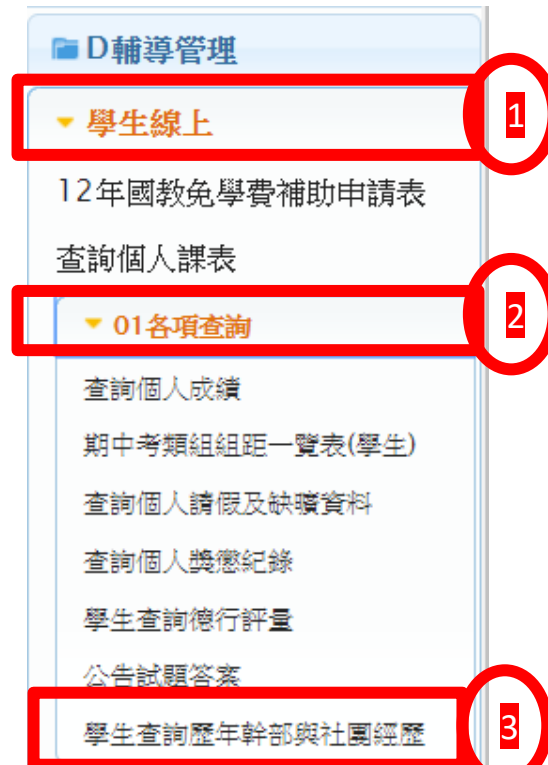 D輔導管理
學生線上
1
12年國教免學費補助申請表
查詢個人課表
01各項查詢
2
查詢個人成績
期中考類組組距一覽表(學生)
查詢個人請假及缺曠資料
查詢個人獎懲紀錄
學生查詢德行評量
公告試題答案
學生查詢歷年幹部與社團經歷
3